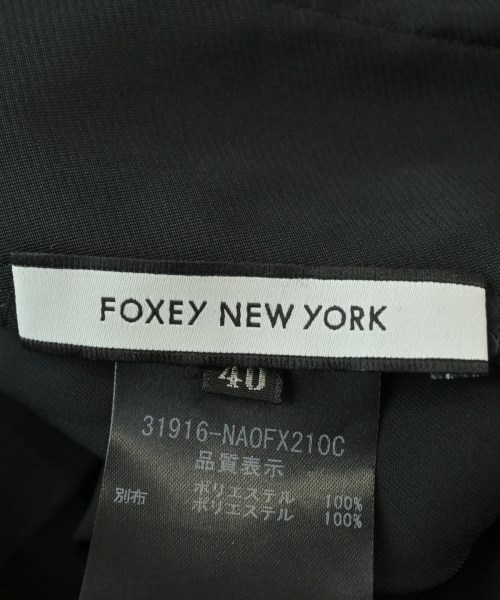 FOXEY NEW YORK
40
31916-NAOFX210C
品質表示
ポリエステル 100%
別布 ポリエステル 100%